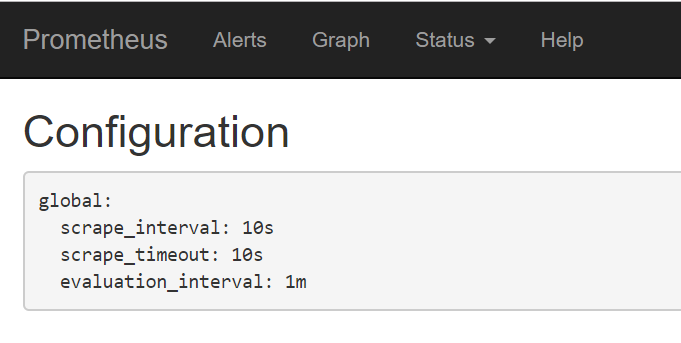 Prometheus Alerts Graph Status Help
Configuration
global:
  scrape_interval: 10s
  scrape_timeout: 10s
  evaluation_interval: 1m